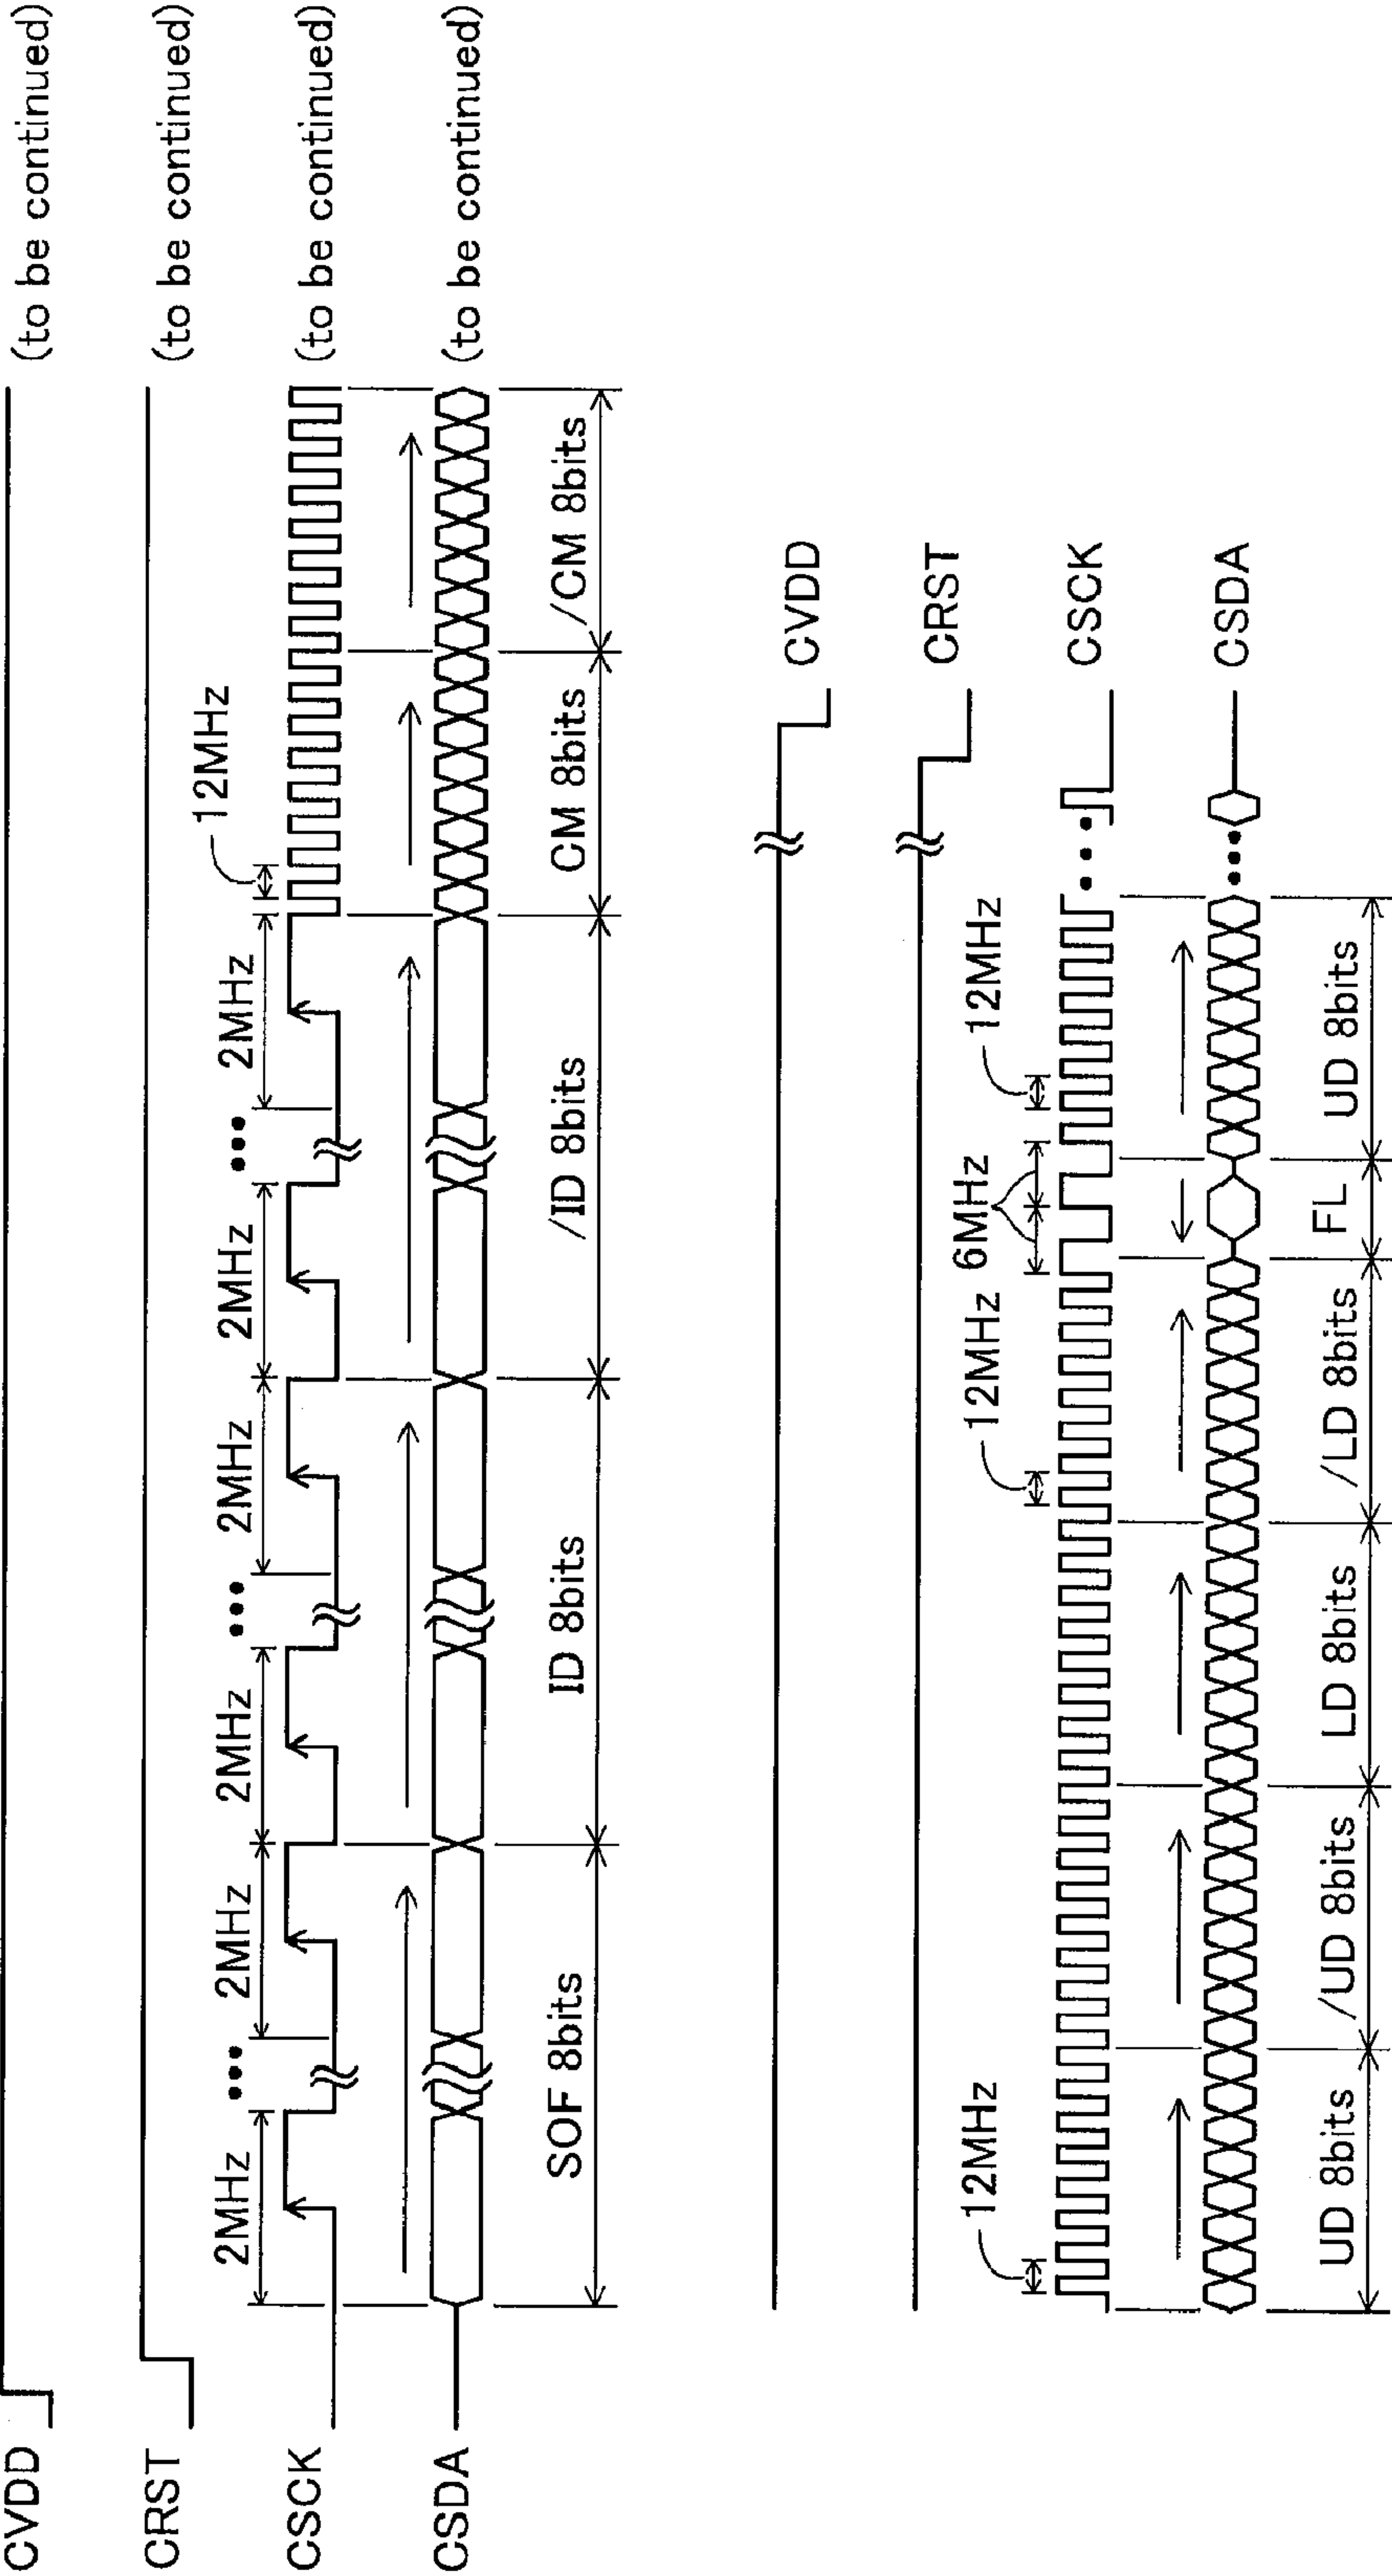 CVDD (to be continued)
CRST (to be continued)
2MHz ••• 2MHz 2MHz ••• 2MHz 2MHz ••• 2MHz 12MHz
CSCK (to be continued)
CSDA (to be continued)
SOF 8bits ID 8bits /ID 8bits CM 8bits /CM 8bits
CVDD
CRST
12MHz 12MHz 6MHz 12MHz
••• CSCK
••• CSDA
UD 8bits /UD 8bits LD 8bits /LD 8bits FL UD 8bits